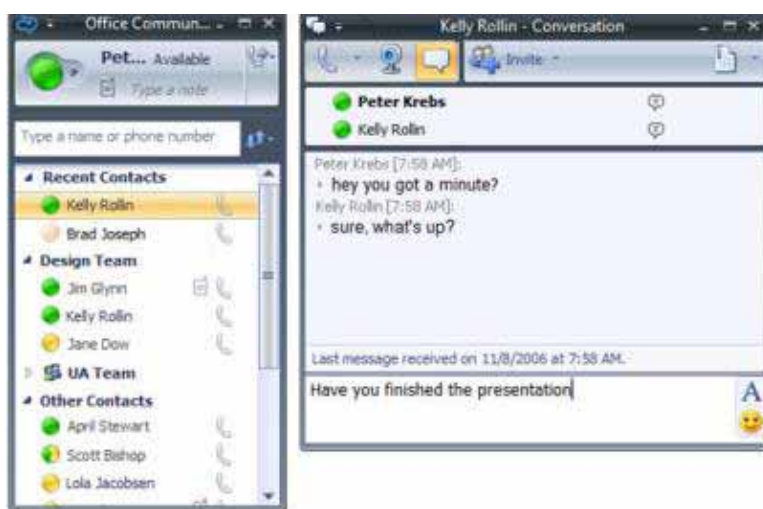 Office Commun...
Pet... Available
Type a note
Type a name or phone number
Recent Contacts
Kelly Rollin
Brad Joseph
Design Team
Jim Glynn
Kelly Rollin
Jane Dow
UA Team
Other Contacts
April Stewart
Scott Bishop
Lola Jacobsen
Kelly Rollin - Conversation
Invite
Peter Krebs
Kelly Rollin
Peter Krebs [7:58 AM]:
hey you got a minute?
Kelly Rollin [7:58 AM]:
sure, what's up?
Last message received on 11/8/2006 at 7:58 AM.
Have you finished the presentation
A